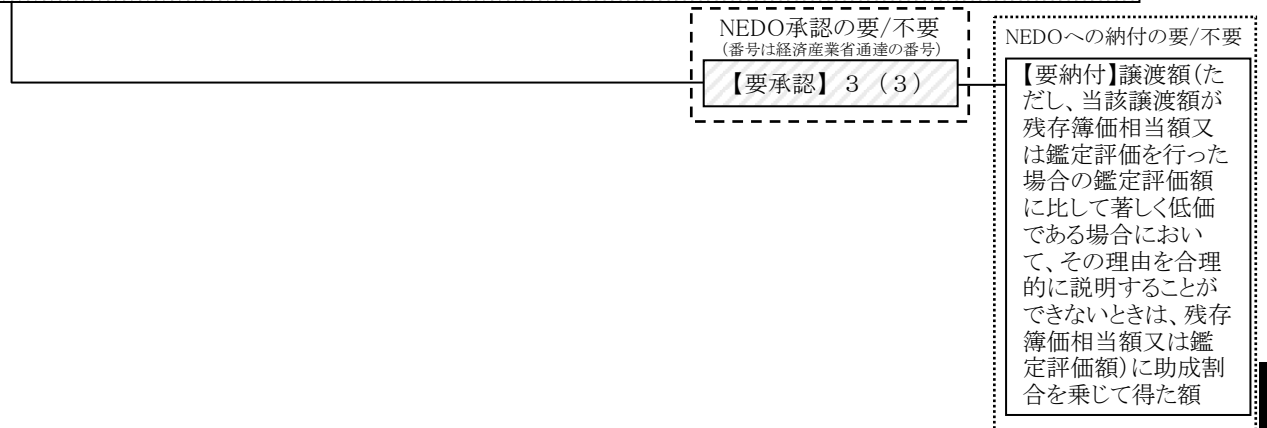 NEDO承認の要/不要
(番号は経済産業省通達の番号)
【要承認】 3 (3)
NEDOへの納付の要/不要
【要納付】譲渡額(た
だし、当該譲渡額が
残存簿価相当額又
は鑑定評価を行った
場合の鑑定評価額
に比して著しく低価
である場合におい
て、その理由を合理
的に説明することが
できないときは、残存
簿価相当額又は鑑
定評価額)に助成割
合を乗じて得た額